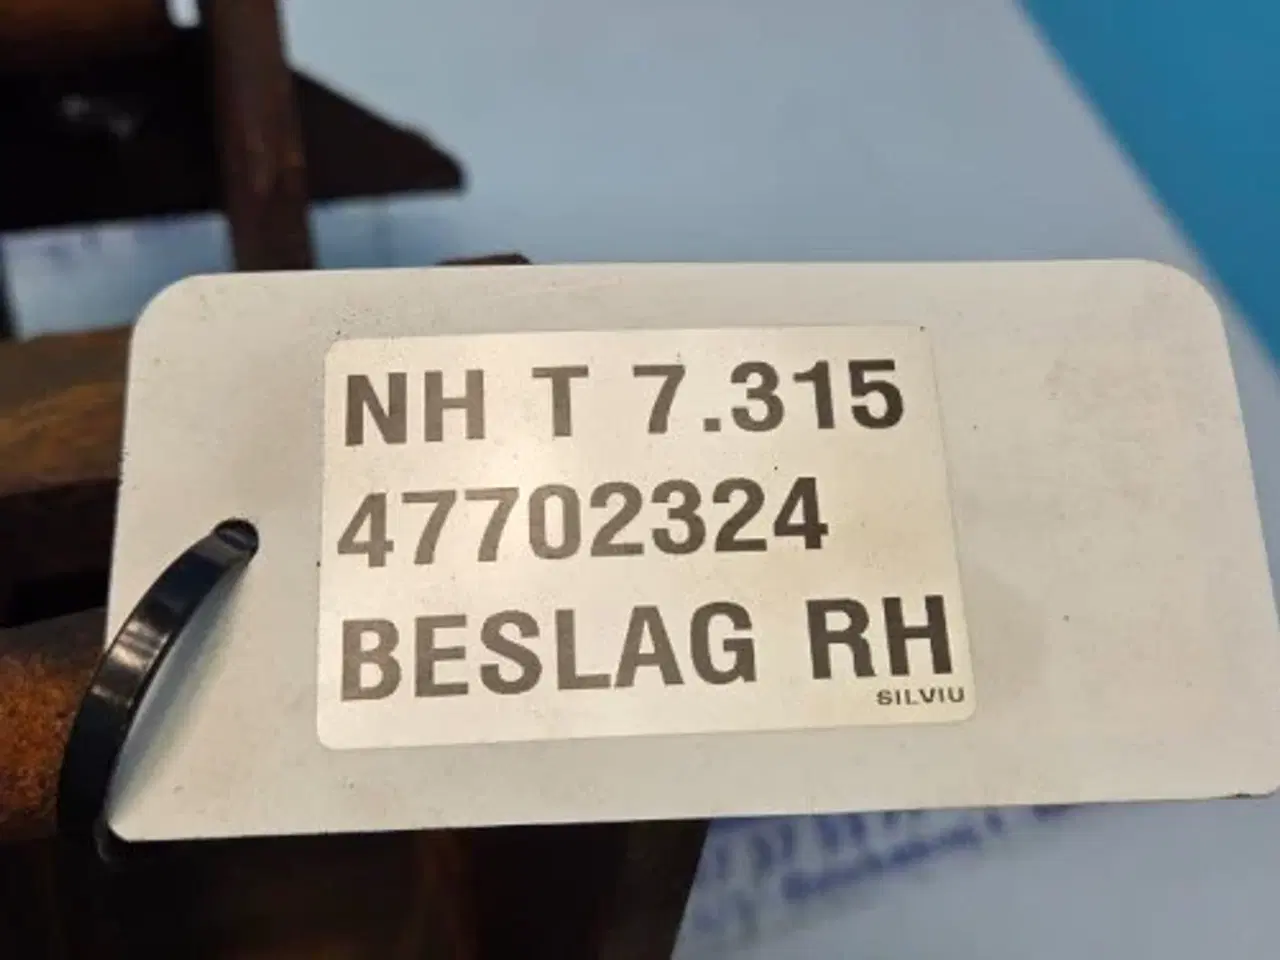 NH T 7.315
47702324
BESLAG RH
SILVIU